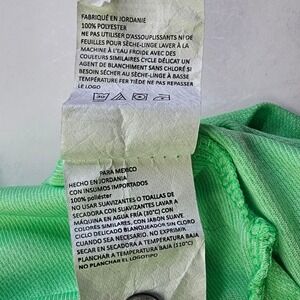 FABRIQUÉ EN JORDANIE
100% POLYESTER
NE PAS UTILISER D'ASSOUPLISSANTS NI DE
FEUILLES POUR SÈCHE-LINGE LAVER À LA
MACHINE À L'EAU FROIDE AVEC DES
COULEURS SIMILAIRES CYCLE DÉLICAT UN
AGENT DE BLANCHIMENT SANS CHLORE SI
BESOIN SÉCHER AU SÈCHE-LINGE À BASSE
TEMPÉRATURE FER TIÈDE NE PAS REPASSER
LE LOGO
PARA MEXICO
HECHO EN JORDANIA
CON INSUMOS IMPORTADOS
100% poliéster
NO USAR SUAVIZANTES O TOALLAS DE
SECADORA CON SUAVIZANTES LAVAR A
MÁQUINA EN AGUA FRÍA (30°C) CON
COLORES SIMILARES, CON JABON SUAVE
CICLO DELICADO BLANQUEADOR SIN CLORO
CUANDO SEA NECESARIO. NO EXPRIMIR
SECAR EN SECADORA A TEMPERATURA BAJA
PLANCHAR A TEMPERATURA BAJA (110°C)
NO PLANCHAR EL LOGOTIPO